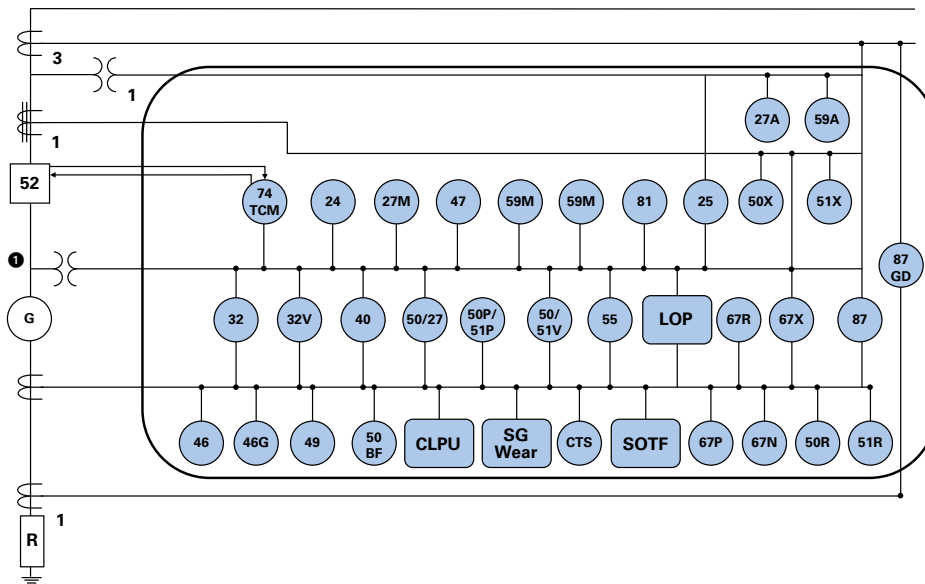 3
1
27A
59A
1
52
74
TCM
24
27M
47
59M
59M
81
25
50X
51X
❶
87
GD
G
32
32V
40
50/27
50P/
51P
50/
51V
55
LOP
67R
67X
87
46
46G
49
50
BF
CLPU
SG
Wear
CTS
SOTF
67P
67N
50R
51R
1
R